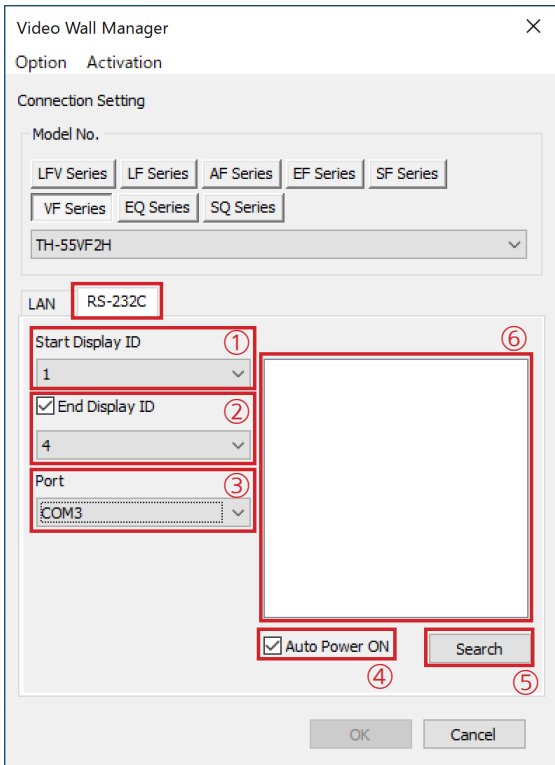 Video Wall Manager
Option Activation
Connection Setting
Model No.
LFV Series LF Series AF Series EF Series SF Series
VF Series EQ Series SQ Series
TH-55VF2H
LAN RS-232C
Start Display ID ①
1
⑥
End Display ID ②
4
Port ③
COM3
Auto Power ON
④
Search
⑤
OK Cancel